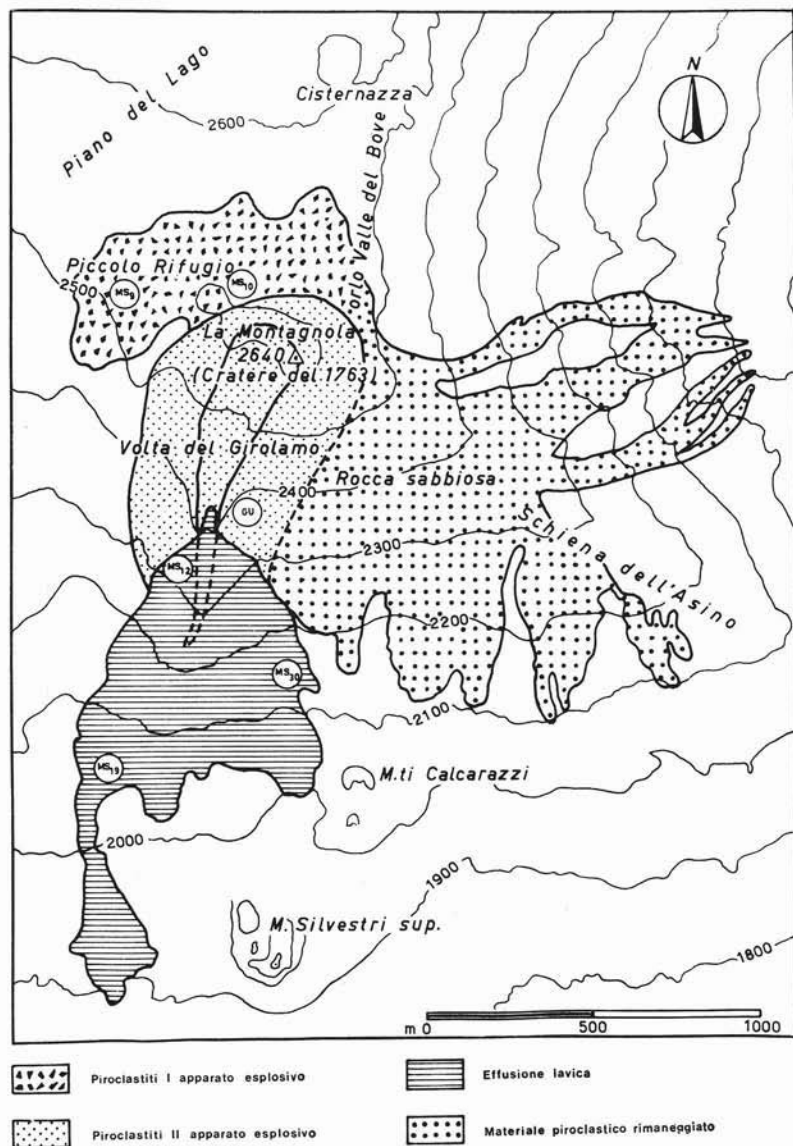 Piano del Lago
Cisternazza
N
2600
orlo Valle del Bove
Piccolo Rifugio
MS10
MS9
2500
La Montagnola
2640
(Cratere del 1763)
Volta del Girolamo
Rocca sabbiosa
2400
GU
Schiena dell'Asino
2300
MS12
2200
MS30
2100
MS19
M.ti Calcarazzi
2000
1900
M. Silvestri sup.
1800
m 0 500 1000
Piroclastiti I apparato esplosivo
Effusione lavica
Piroclastiti II apparato esplosivo
Materiale piroclastico rimaneggiato